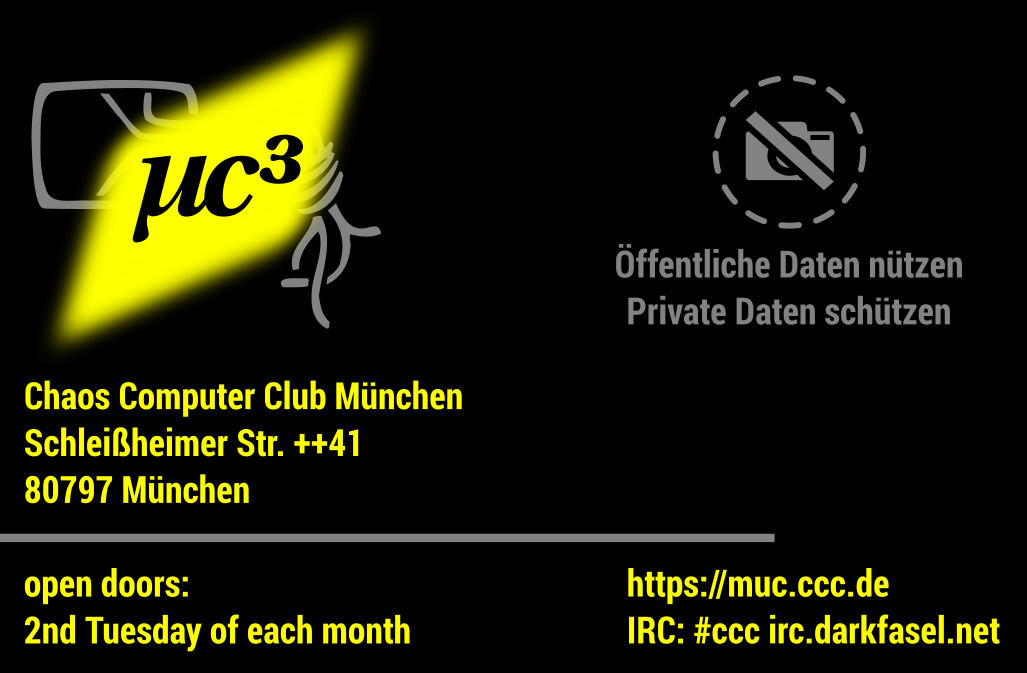 µc³
Öffentliche Daten nützen
Private Daten schützen
Chaos Computer Club München
Schleißheimer Str. ++41
80797 München
open doors:
2nd Tuesday of each month
https://muc.ccc.de
IRC: #ccc irc.darkfasel.net